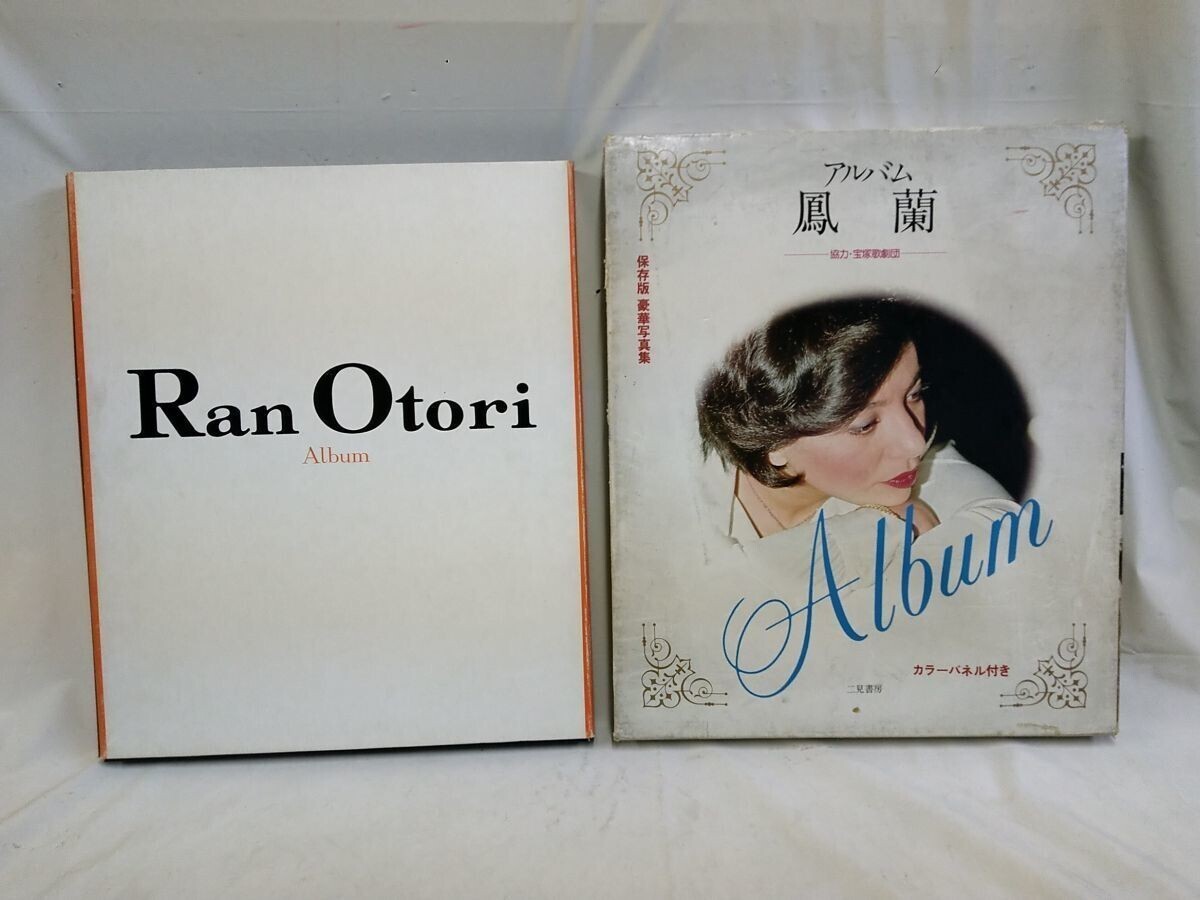 Ran Otori
Album
アルバム
鳳 蘭
協力・宝塚歌劇団
保存版 豪華写真集
Album
カラーパネル付き
二見書房